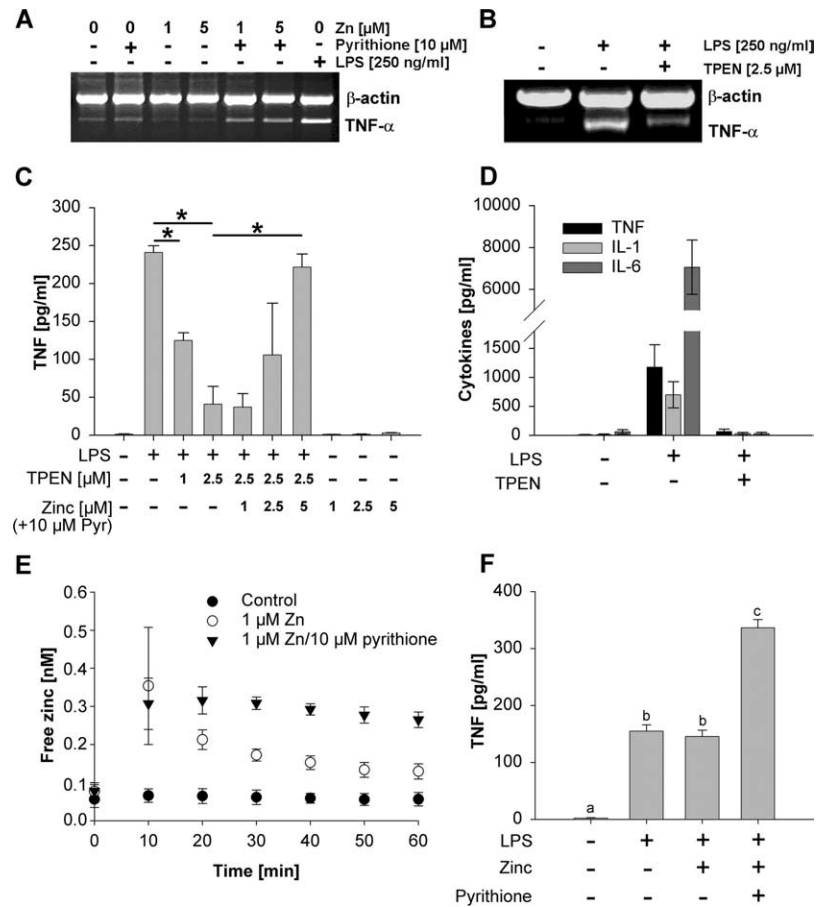 A
0 0 1 5 1 5 0 Zn [µM]
- + - - + + - Pyrithione [10 µM]
- - - - - - + LPS [250 ng/ml]
β-actin
TNF-α
B
- + + LPS [250 ng/ml]
- - + TPEN [2.5 µM]
β-actin
TNF-α
C
300
250
200
150
100
50
0
TNF [pg/ml]
* * *
LPS - + + + + + + - - -
TPEN [µM] - - 1 2.5 2.5 2.5 2.5 - - -
Zinc [µM] - - - - 1 2.5 5 1 2.5 5
(+10 µM Pyr)
D
10000
8000
6000
1500
1000
500
0
Cytokines [pg/ml]
TNF
IL-1
IL-6
LPS - + +
TPEN - - +
E
0.6
0.5
0.4
0.3
0.2
0.1
0.0
Free zinc [nM]
Control
1 µM Zn
1 µM Zn/10 µM pyrithione
0 10 20 30 40 50 60
Time [min]
F
400
300
200
100
0
TNF [pg/ml]
a b b c
LPS - + + +
Zinc - - + +
Pyrithione - - - +